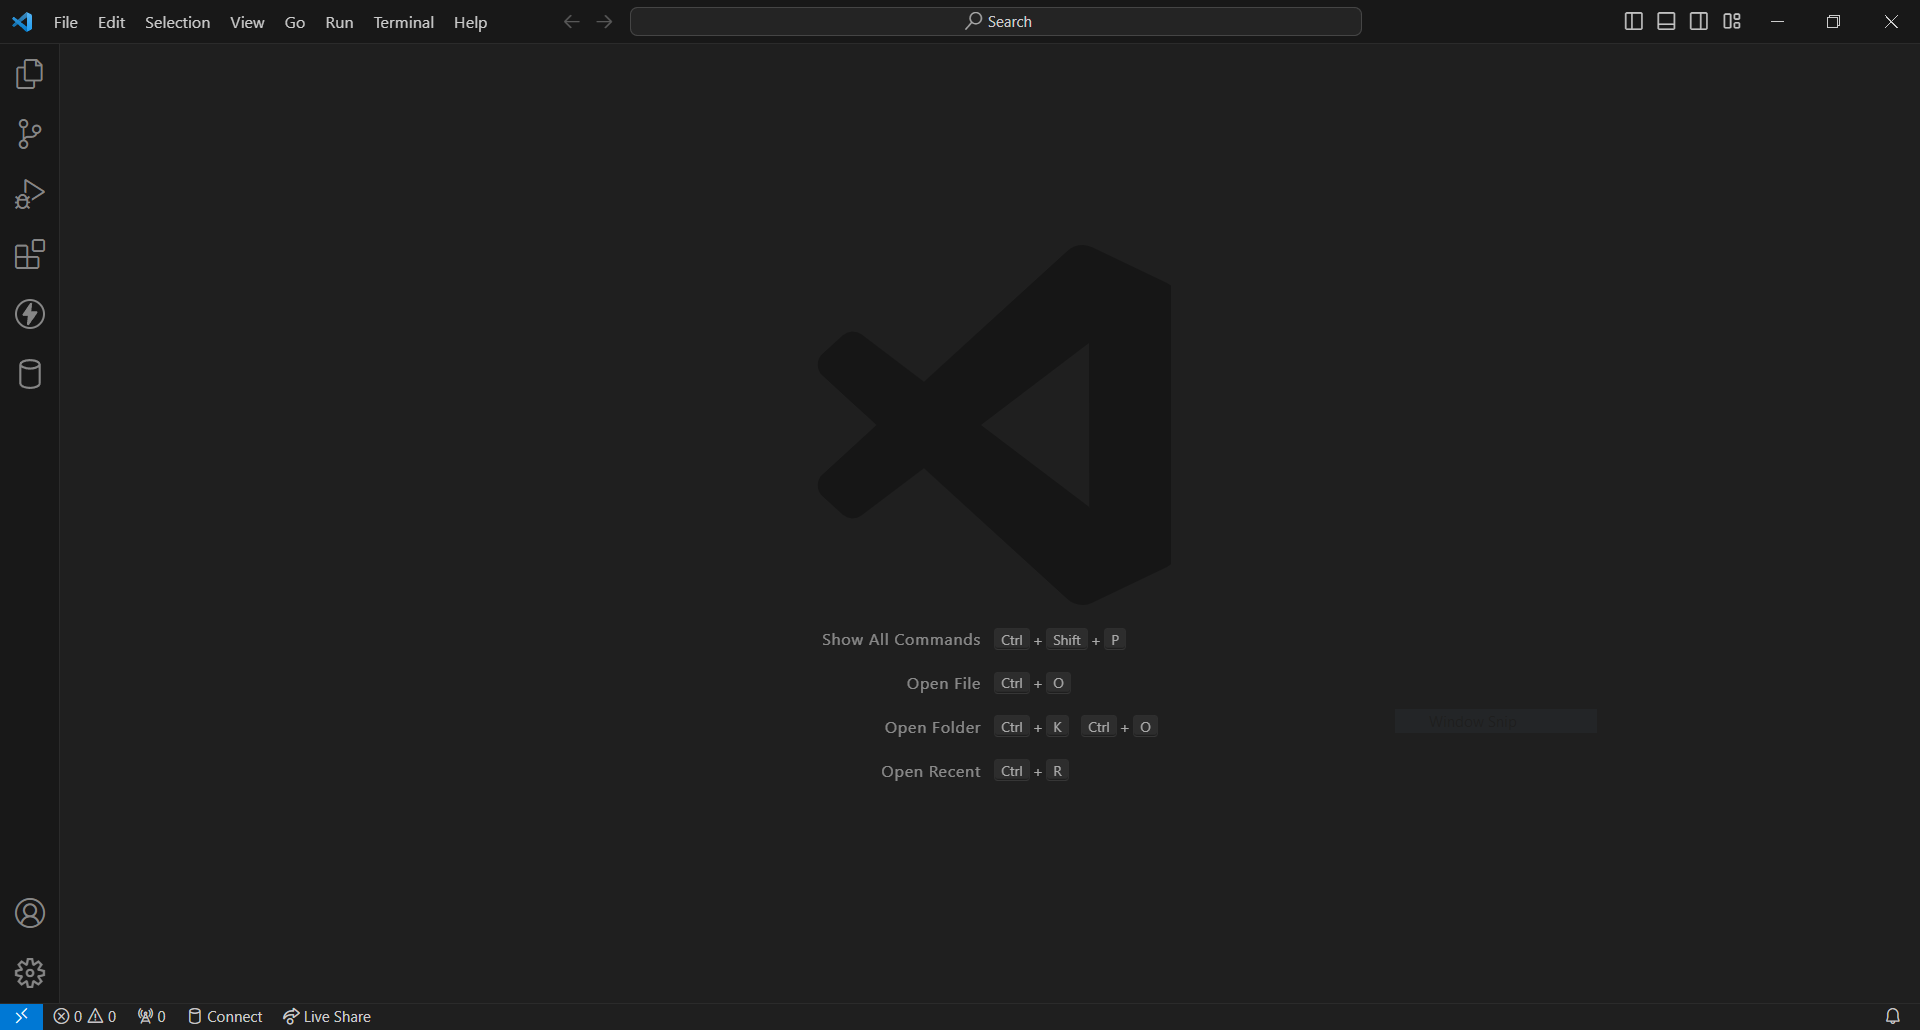 File Edit Selection View Go Run Terminal Help Search
Show All Commands Ctrl + Shift + P
Open File Ctrl + O
Open Folder Ctrl + K Ctrl + O
Window Snip
Open Recent Ctrl + R
0 0 0 Connect Live Share